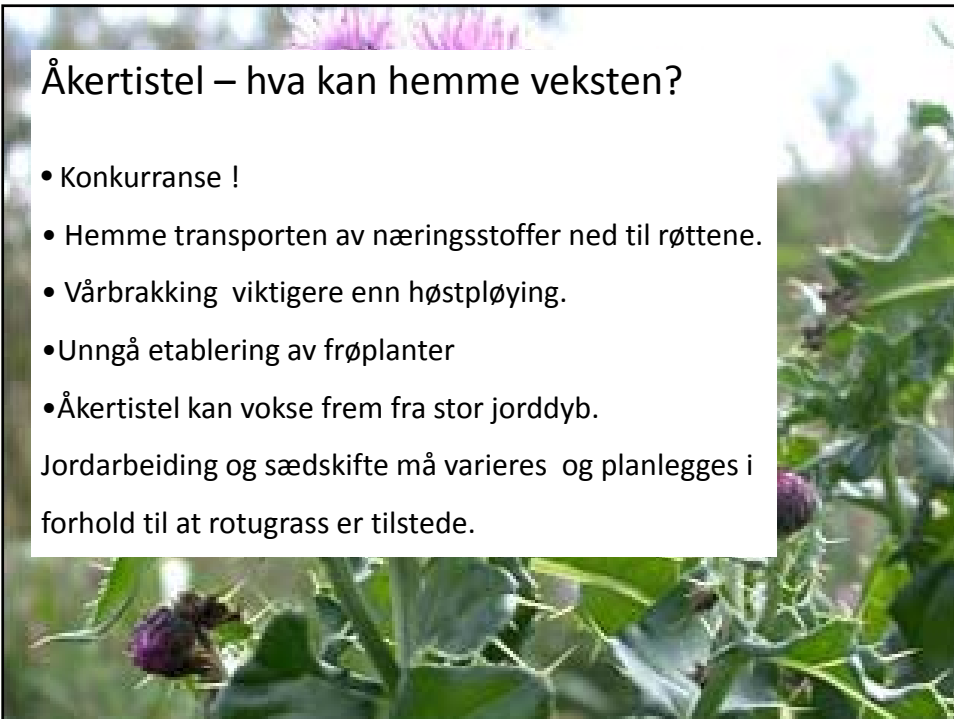 Åkertistel – hva kan hemme veksten?
• Konkurranse !
• Hemme transporten av næringsstoffer ned til røttene.
• Vårbrakking  viktigere enn høstpløying.
•Unngå etablering av frøplanter
•Åkertistel kan vokse frem fra stor jorddyb.
Jordarbeiding og sædskifte må varieres  og planlegges i
forhold til at rotugrass er tilstede.